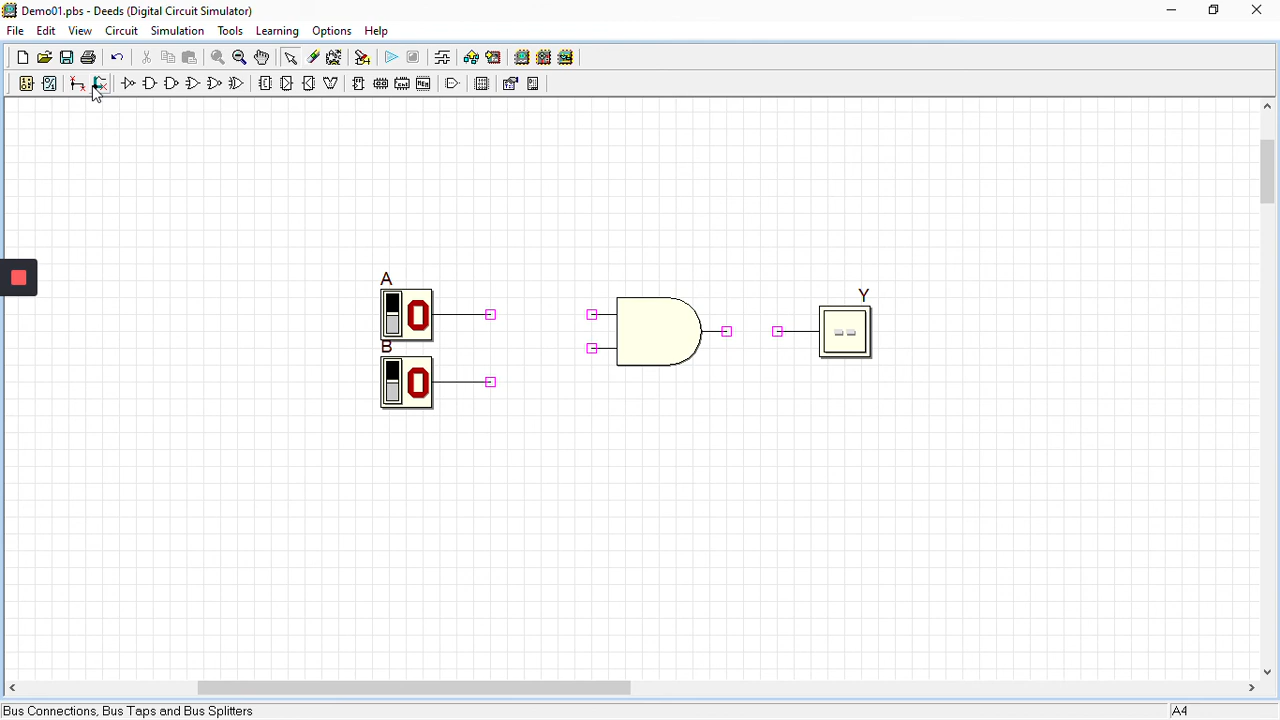 Demo01.pbs - Deeds (Digital Circuit Simulator)
File Edit View Circuit Simulation Tools Learning Options Help
A
0
B
0
Y
--
Bus Connections, Bus Taps and Bus Splitters
A4